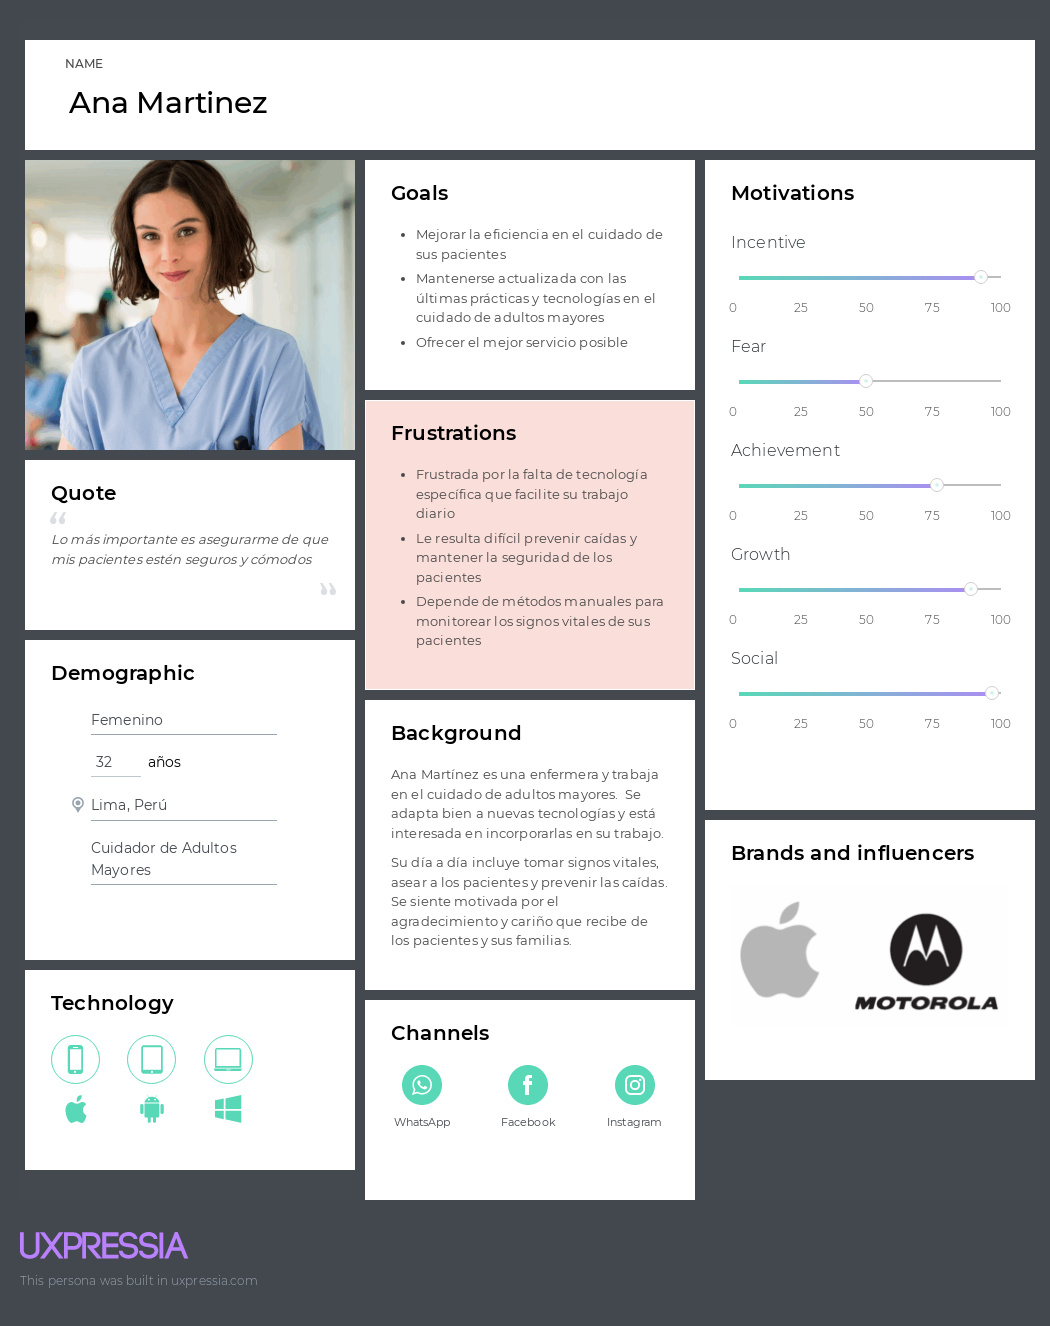 NAME
Ana Martinez
Quote
“
Lo más importante es asegurarme de que
mis pacientes estén seguros y cómodos
”
Demographic
Femenino
32 años
Lima, Perú
Cuidador de Adultos
Mayores
Technology
Goals
• Mejorar la eficiencia en el cuidado de
sus pacientes
• Mantenerse actualizada con las
últimas prácticas y tecnologías en el
cuidado de adultos mayores
• Ofrecer el mejor servicio posible
Frustrations
• Frustrada por la falta de tecnología
específica que facilite su trabajo
diario
• Le resulta difícil prevenir caídas y
mantener la seguridad de los
pacientes
• Depende de métodos manuales para
monitorear los signos vitales de sus
pacientes
Background
Ana Martínez es una enfermera y trabaja
en el cuidado de adultos mayores. Se
adapta bien a nuevas tecnologías y está
interesada en incorporarlas en su trabajo.
Su día a día incluye tomar signos vitales,
asear a los pacientes y prevenir las caídas.
Se siente motivada por el
agradecimiento y cariño que recibe de
los pacientes y sus familias.
Channels
WhatsApp Facebook Instagram
Motivations
Incentive
0 25 50 75 100
Fear
0 25 50 75 100
Achievement
0 25 50 75 100
Growth
0 25 50 75 100
Social
0 25 50 75 100
Brands and influencers
MOTOROLA
UXPRESSIA
This persona was built in uxpressia.com